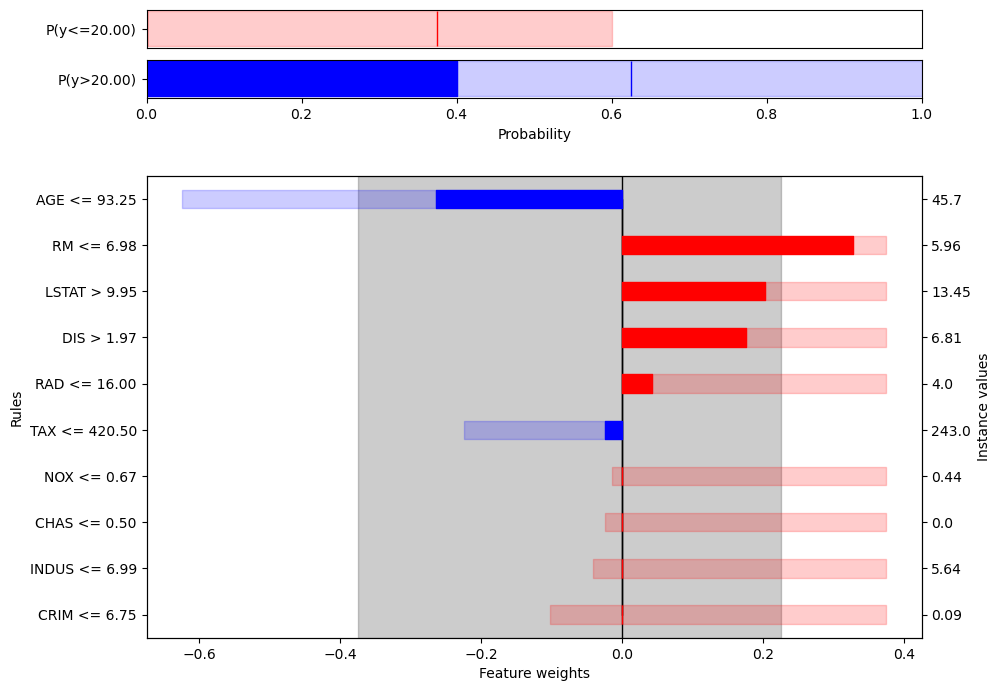 P(y<=20.00)
P(y>20.00)
0.0 0.2 0.4 0.6 0.8 1.0
Probability
AGE <= 93.25 45.7
RM <= 6.98 5.96
LSTAT > 9.95 13.45
DIS > 1.97 6.81
RAD <= 16.00 4.0
TAX <= 420.50 243.0
NOX <= 0.67 0.44
CHAS <= 0.50 0.0
INDUS <= 6.99 5.64
CRIM <= 6.75 0.09
Rules
Instance values
−0.6 −0.4 −0.2 0.0 0.2 0.4
Feature weights